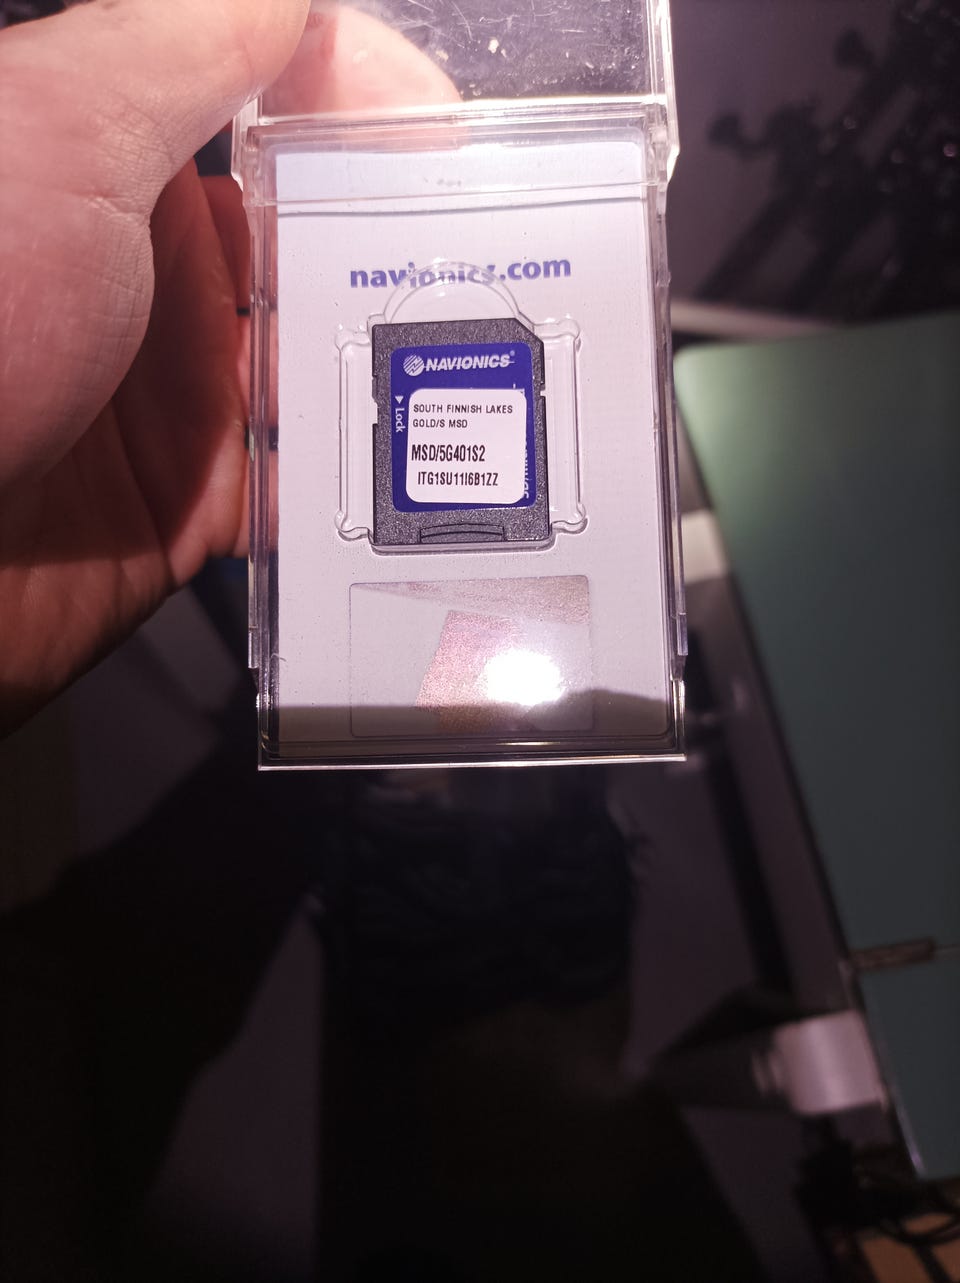 navionics.com
NAVIONICS®
Lock
SOUTH FINNISH LAKES
GOLD/S MSD
MSD/5G401S2
ITG1SU11I6B1ZZ